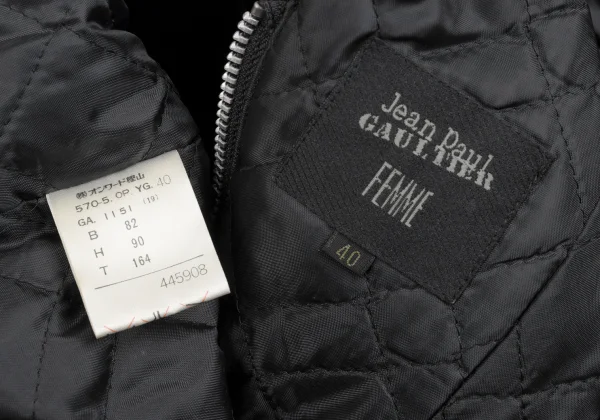 ㈱オンワード樫山
570-5. OP YG. 40
GA. 1151 (19)
B 82
H 90
T 164
445908
Jean Paul
GAULTIER
FEMME
40